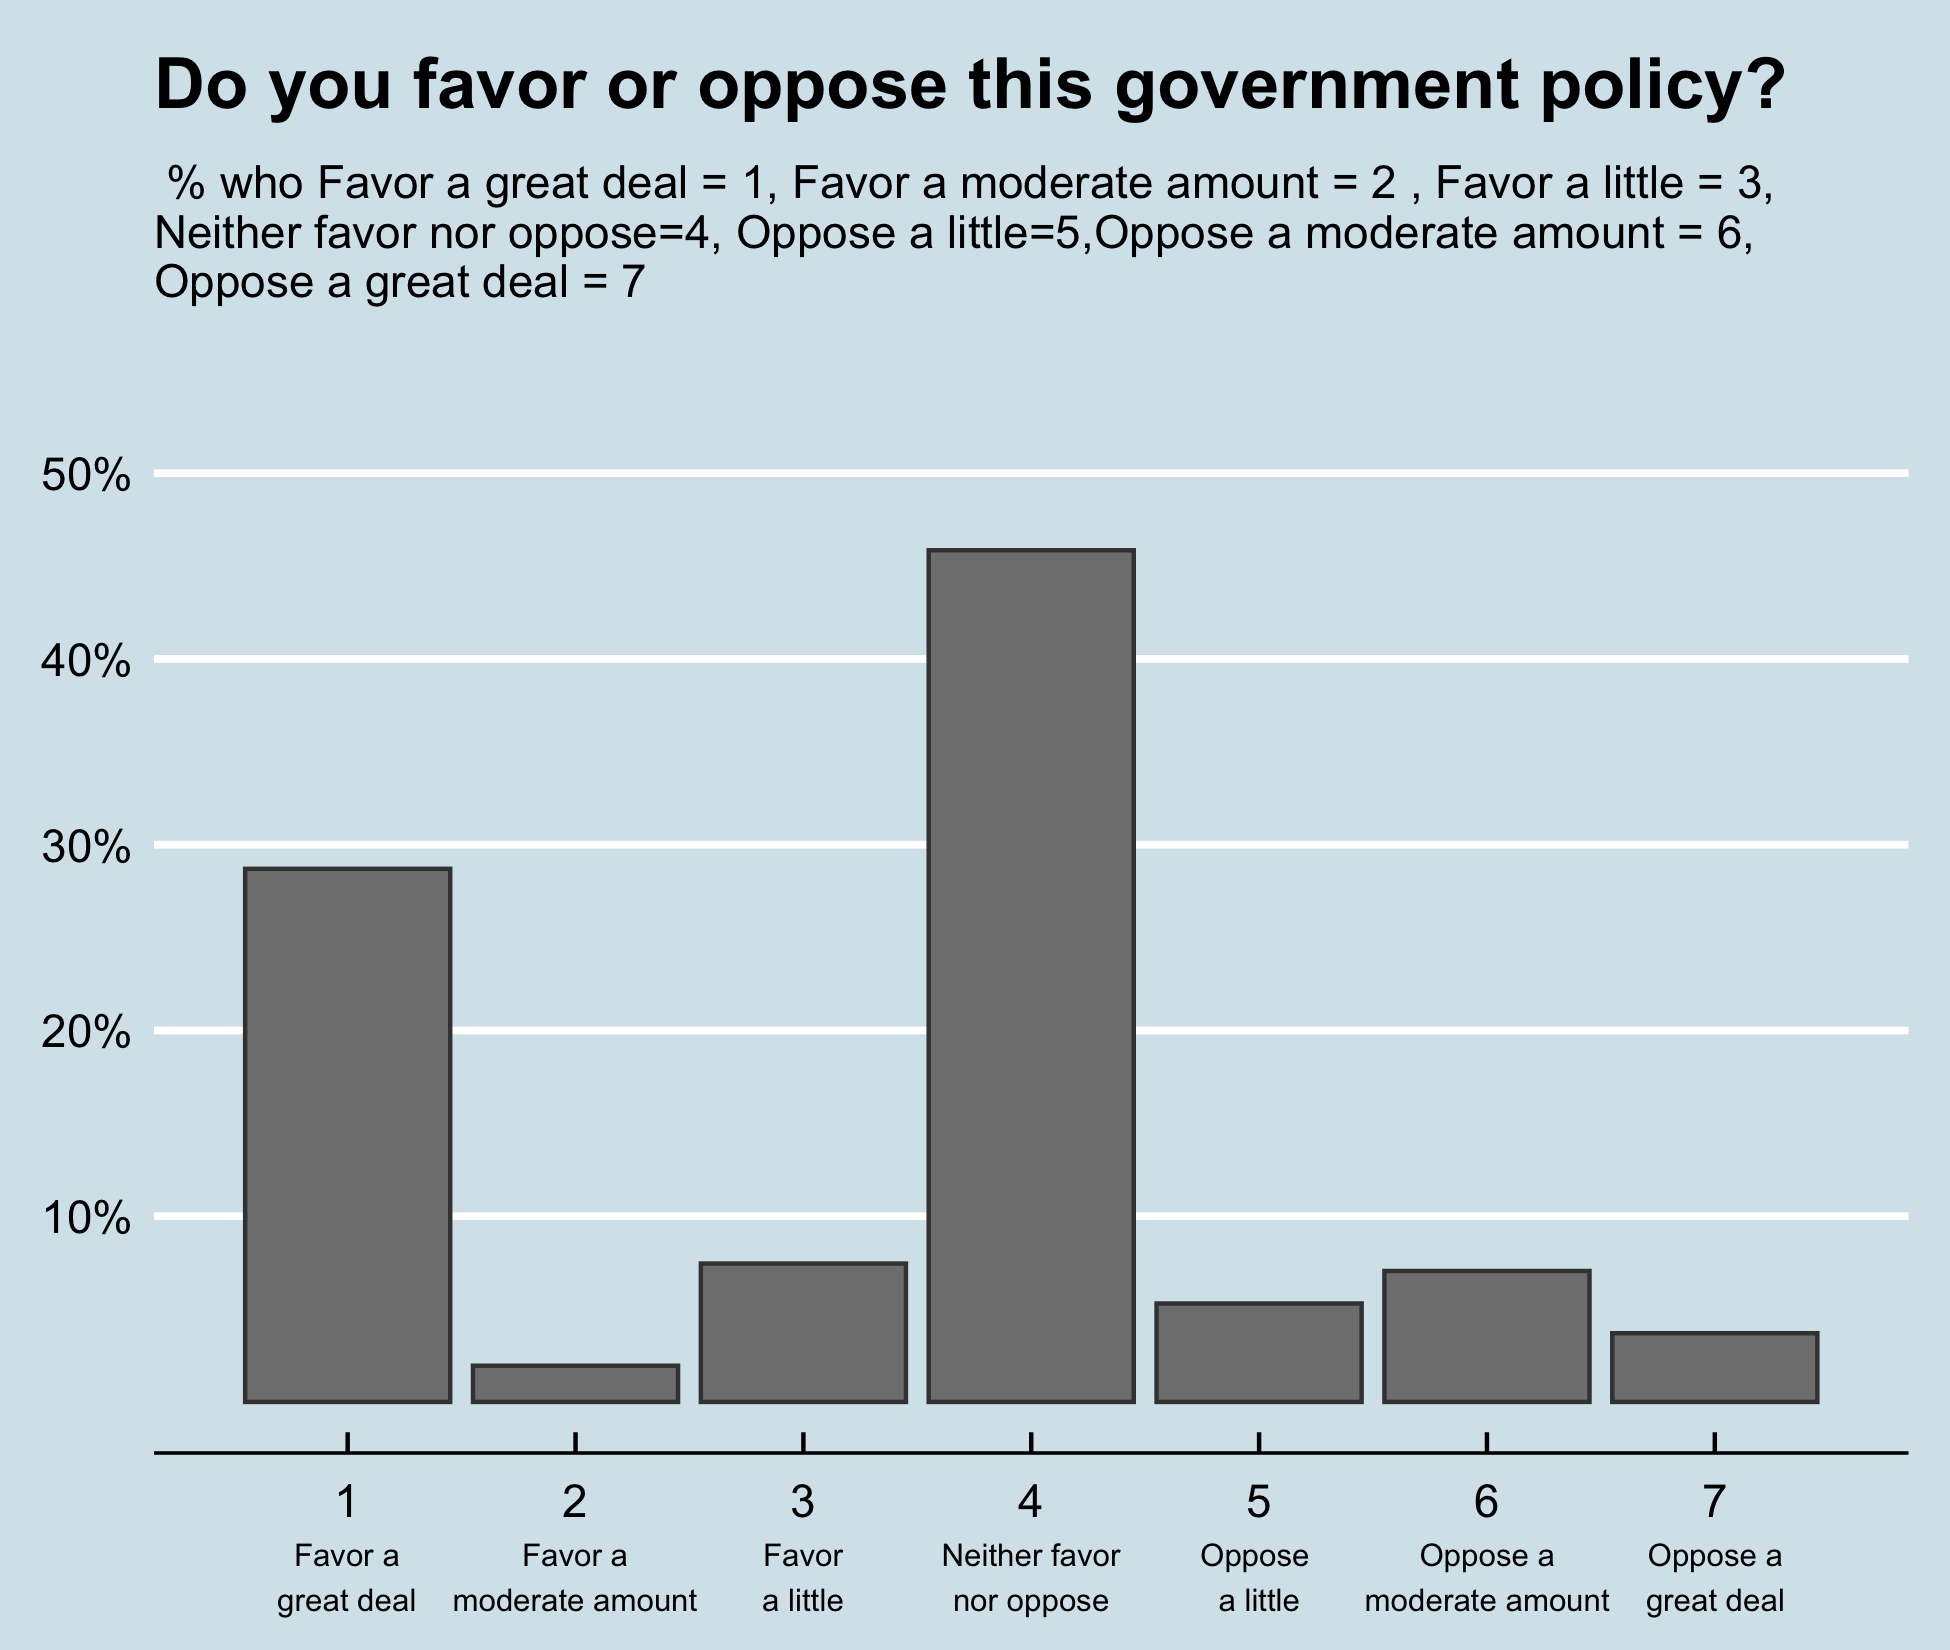 Do you favor or oppose this government policy?
% who Favor a great deal = 1, Favor a moderate amount = 2 , Favor a little = 3,
Neither favor nor oppose=4, Oppose a little=5,Oppose a moderate amount = 6,
Oppose a great deal = 7
50%
40%
30%
20%
10%
1 2 3 4 5 6 7
Favor a Favor a Favor Neither favor Oppose Oppose a Oppose a
great deal moderate amount a little nor oppose a little moderate amount great deal